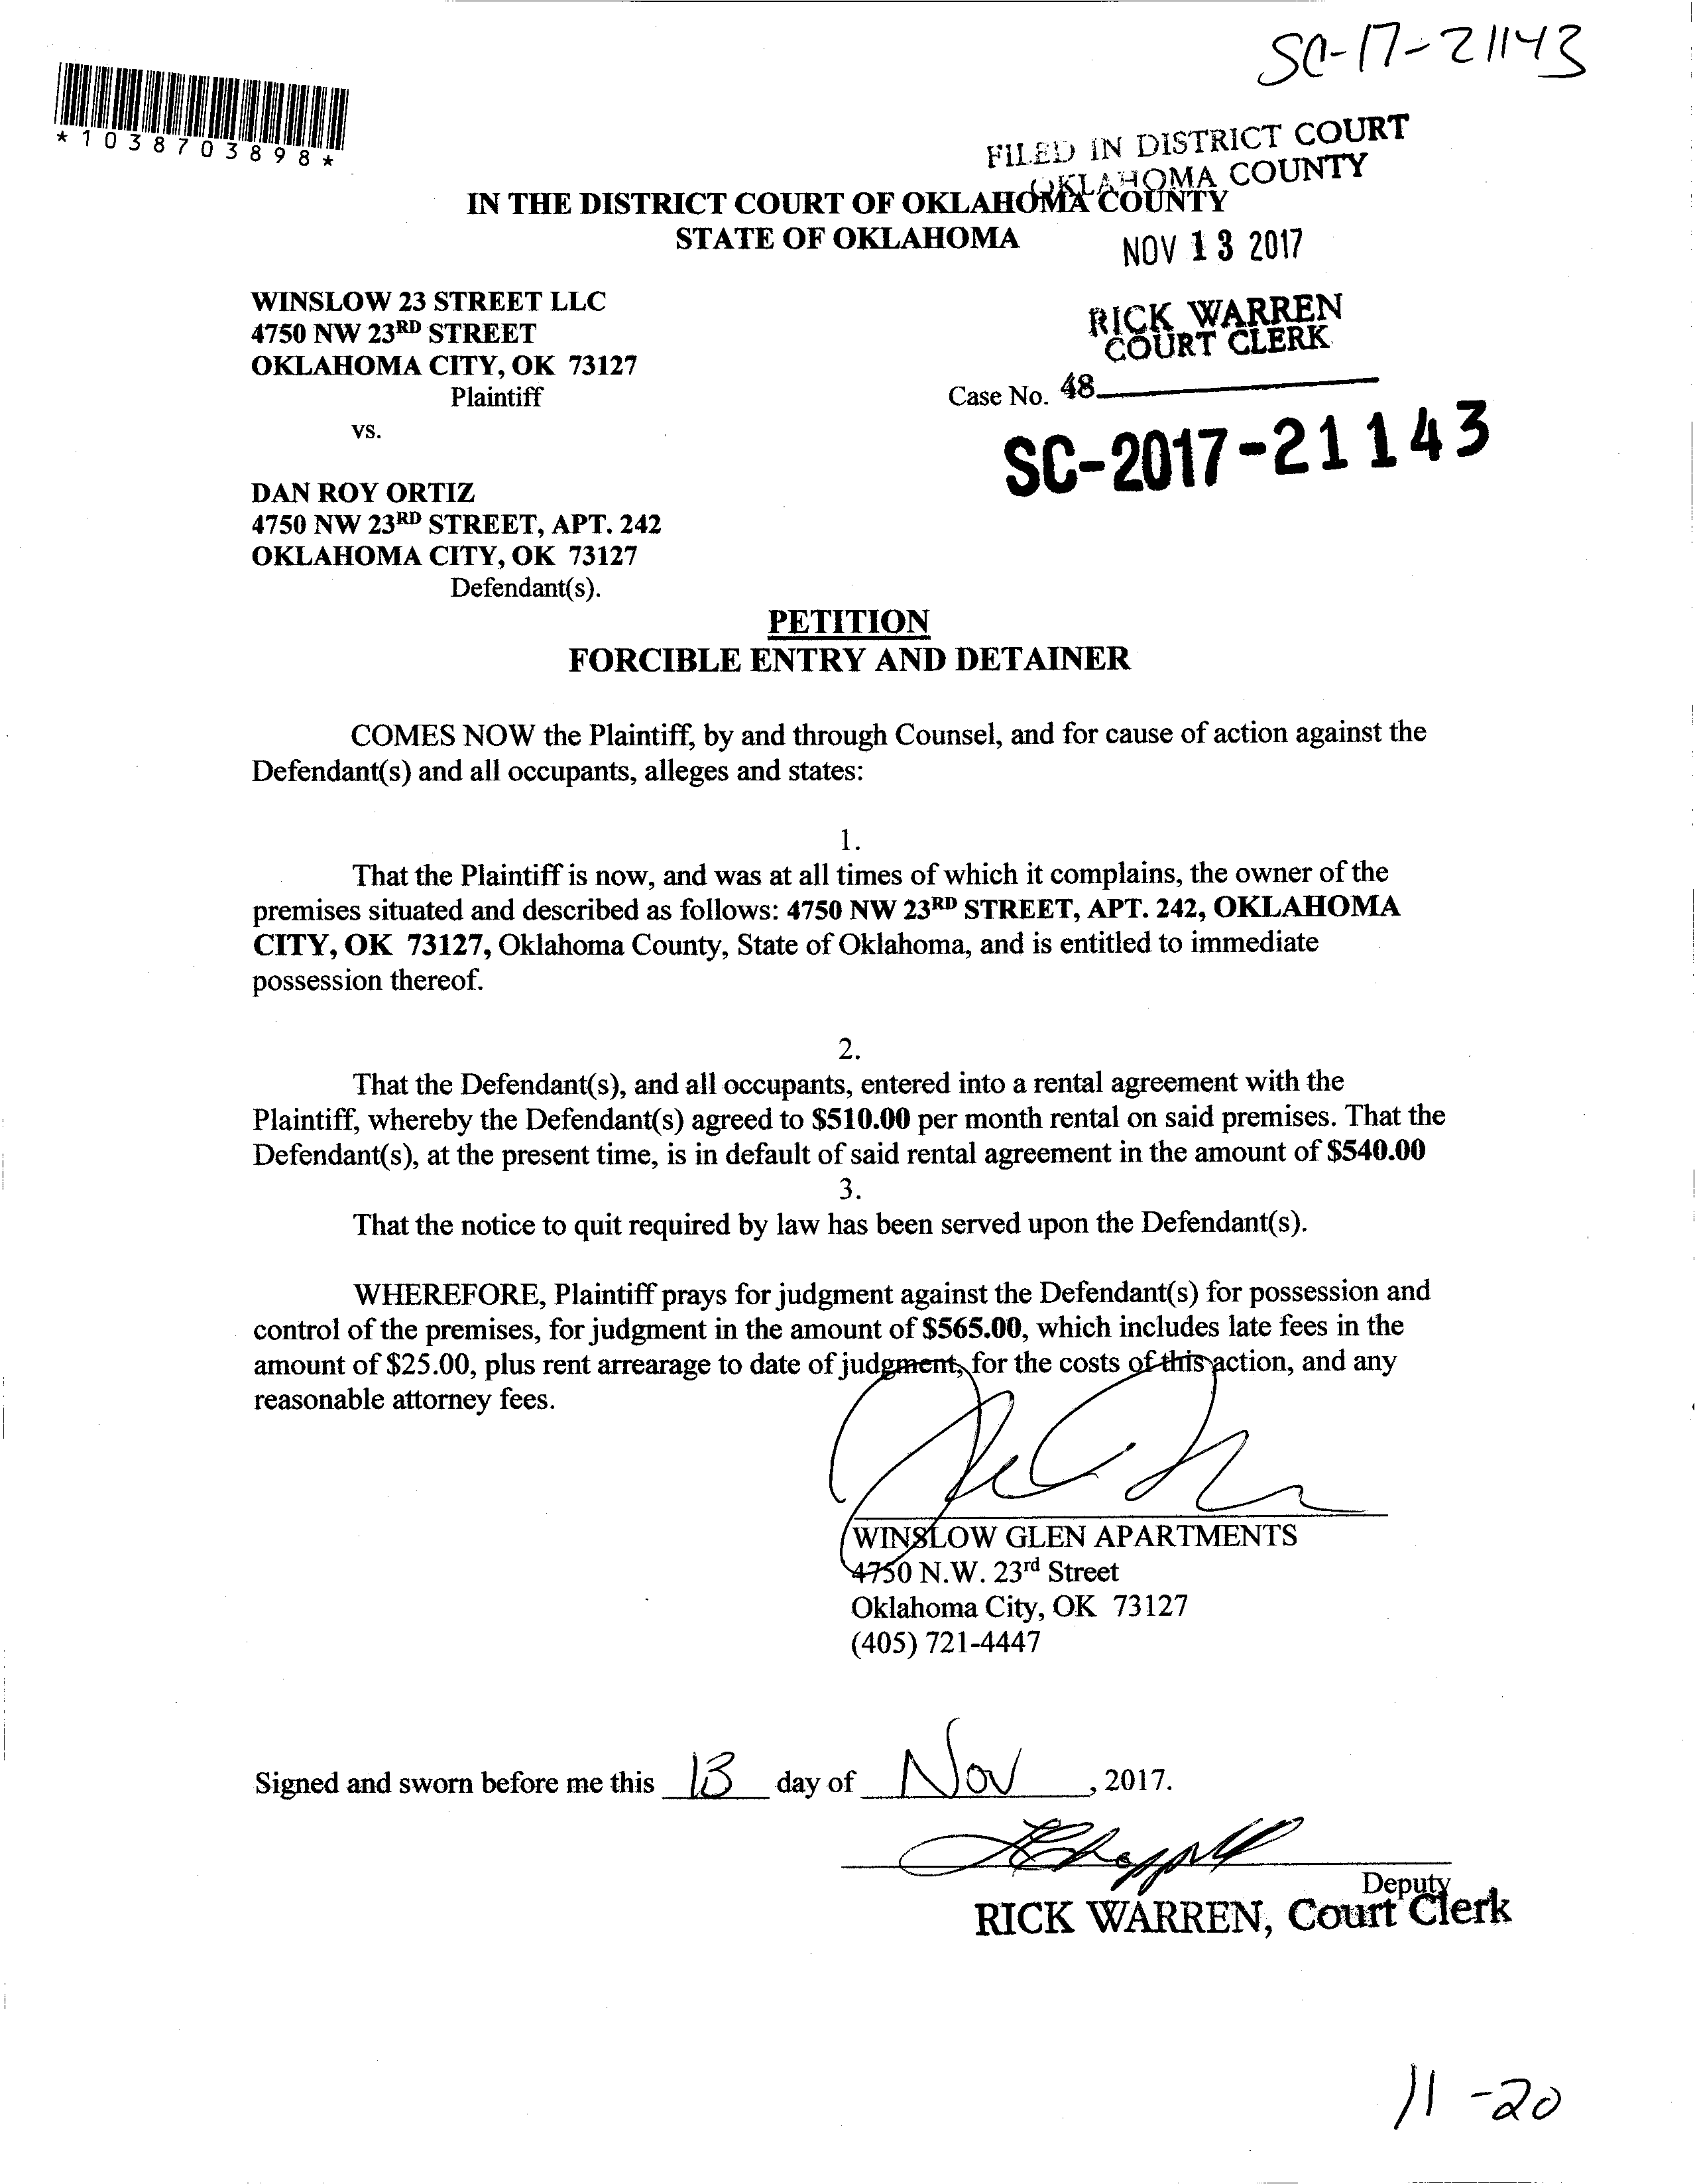 SC-17-21143
*1038703898*
FILED IN DISTRICT COURT
OKLAHOMA COUNTY
IN THE DISTRICT COURT OF OKLAHOMA COUNTY
STATE OF OKLAHOMA
NOV 13 2017
WINSLOW 23 STREET LLC
4750 NW 23RD STREET
OKLAHOMA CITY, OK 73127
Plaintiff
RICK WARREN
COURT CLERK
Case No. 48
vs.
SC-2017-21143
DAN ROY ORTIZ
4750 NW 23RD STREET, APT. 242
OKLAHOMA CITY, OK 73127
Defendant(s).
PETITION
FORCIBLE ENTRY AND DETAINER
COMES NOW the Plaintiff, by and through Counsel, and for cause of action against the
Defendant(s) and all occupants, alleges and states:
1.
That the Plaintiff is now, and was at all times of which it complains, the owner of the
premises situated and described as follows: 4750 NW 23RD STREET, APT. 242, OKLAHOMA
CITY, OK 73127, Oklahoma County, State of Oklahoma, and is entitled to immediate
possession thereof.
2.
That the Defendant(s), and all occupants, entered into a rental agreement with the
Plaintiff, whereby the Defendant(s) agreed to $510.00 per month rental on said premises. That the
Defendant(s), at the present time, is in default of said rental agreement in the amount of $540.00
3.
That the notice to quit required by law has been served upon the Defendant(s).
WHEREFORE, Plaintiff prays for judgment against the Defendant(s) for possession and
control of the premises, for judgment in the amount of $565.00, which includes late fees in the
amount of $25.00, plus rent arrearage to date of judgment, for the costs of this action, and any
reasonable attorney fees.
WINSLOW GLEN APARTMENTS
4750 N.W. 23rd Street
Oklahoma City, OK 73127
(405) 721-4447
Signed and sworn before me this 13 day of Nov, 2017.
Deputy
RICK WARREN, Court Clerk
11-20